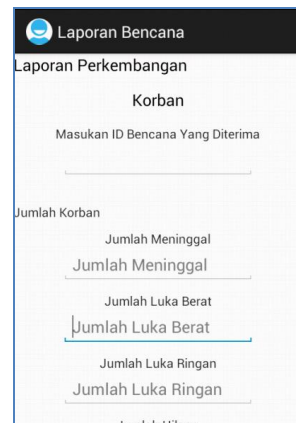 Laporan Bencana
Laporan Perkembangan
Korban
Masukan ID Bencana Yang Diterima
Jumlah Korban
Jumlah Meninggal
Jumlah Meninggal
Jumlah Luka Berat
Jumlah Luka Berat
Jumlah Luka Ringan
Jumlah Luka Ringan